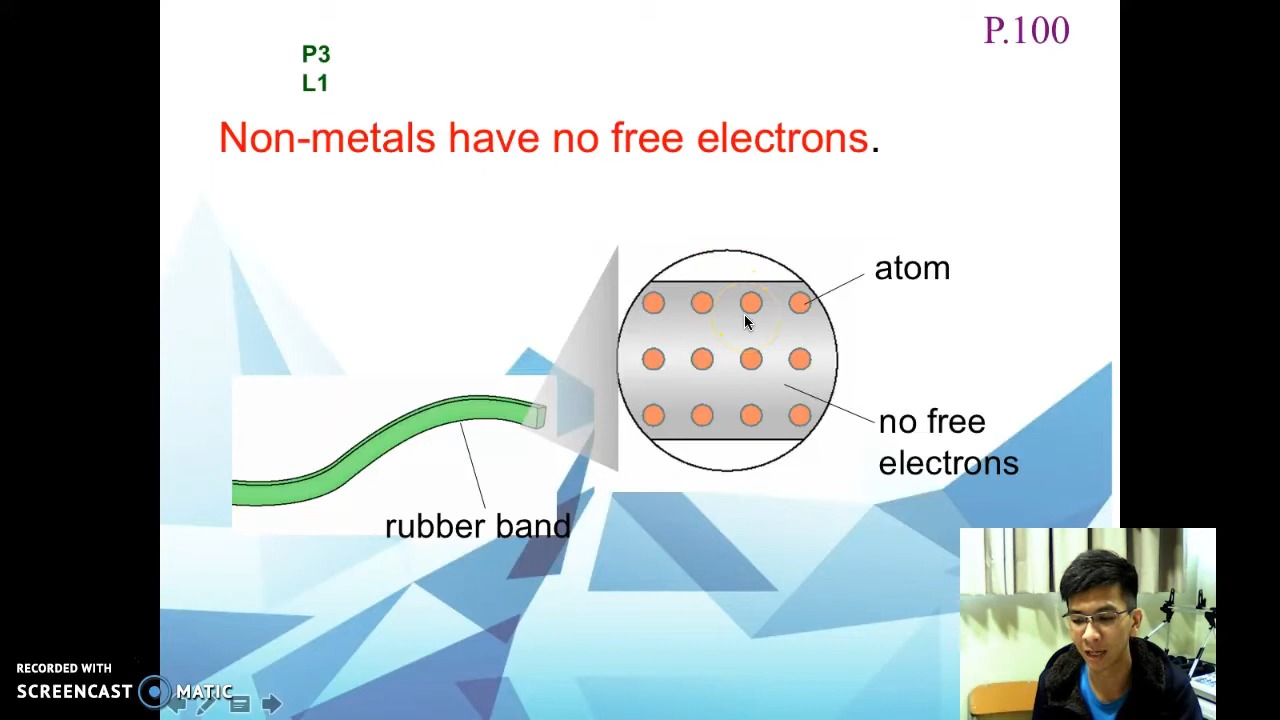 P.100
P3
L1
Non-metals have no free electrons.
atom
no free
electrons
rubber band
RECORDED WITH
SCREENCAST MATIC